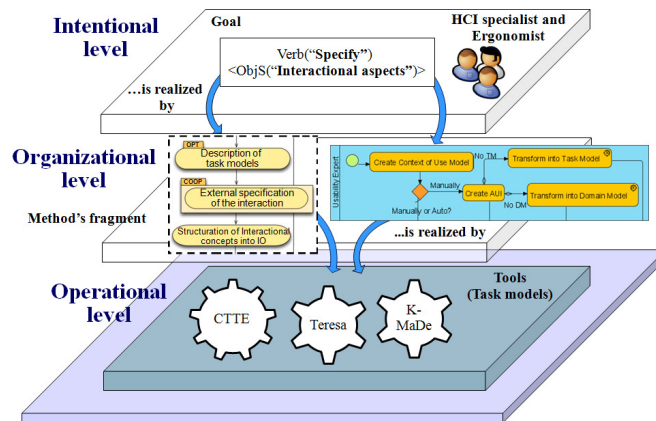 Intentional
level
Goal
HCI specialist and
Ergonomist
Verb(“Specify”)
<ObjS(“Interactional aspects”)>
…is realized
by
Organizational
level
Method’s fragment
OPT
Description of
task models
COOP
External specification
of the interaction
Structuration of Interactional
concepts into IO
Usability Expert
Create Context of Use Model
Manually
Manually or Auto?
No TM
Create AUI
No DM
Transform into Task Model
Transform into Domain Model
...is realized by
Operational
level
Tools
(Task models)
CTTE
Teresa
K-
MaDe